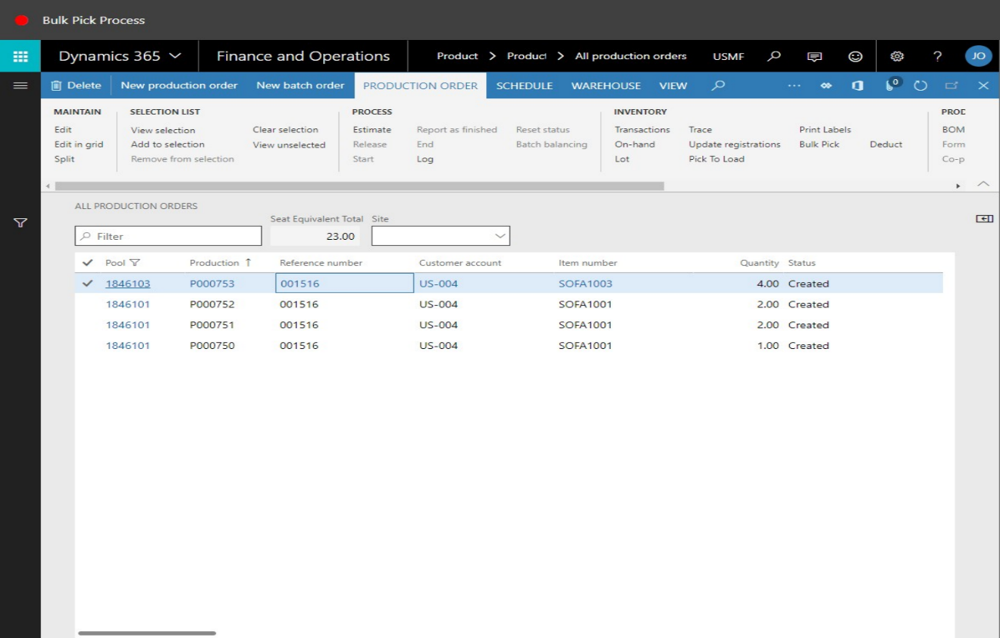 Bulk Pick Process
Dynamics 365 Finance and Operations Product > Product > All production orders USMF ? JO
Delete New production order New batch order PRODUCTION ORDER SCHEDULE WAREHOUSE VIEW ... 0
MAINTAIN SELECTION LIST PROCESS INVENTORY PROD
Edit View selection Clear selection Estimate Report as finished Reset status Transactions Trace Print Labels BOM
Edit in grid Add to selection View unselected Release End Batch balancing On-hand Update registrations Bulk Pick Deduct Form
Split Remove from selection Start Log Lot Pick To Load Co-p
ALL PRODUCTION ORDERS
Seat Equivalent Total Site
Filter 23.00
Pool Production ↑ Reference number Customer account Item number Quantity Status
1846103 P000753 001516 US-004 SOFA1003 4.00 Created
1846101 P000752 001516 US-004 SOFA1001 2.00 Created
1846101 P000751 001516 US-004 SOFA1001 2.00 Created
1846101 P000750 001516 US-004 SOFA1001 1.00 Created